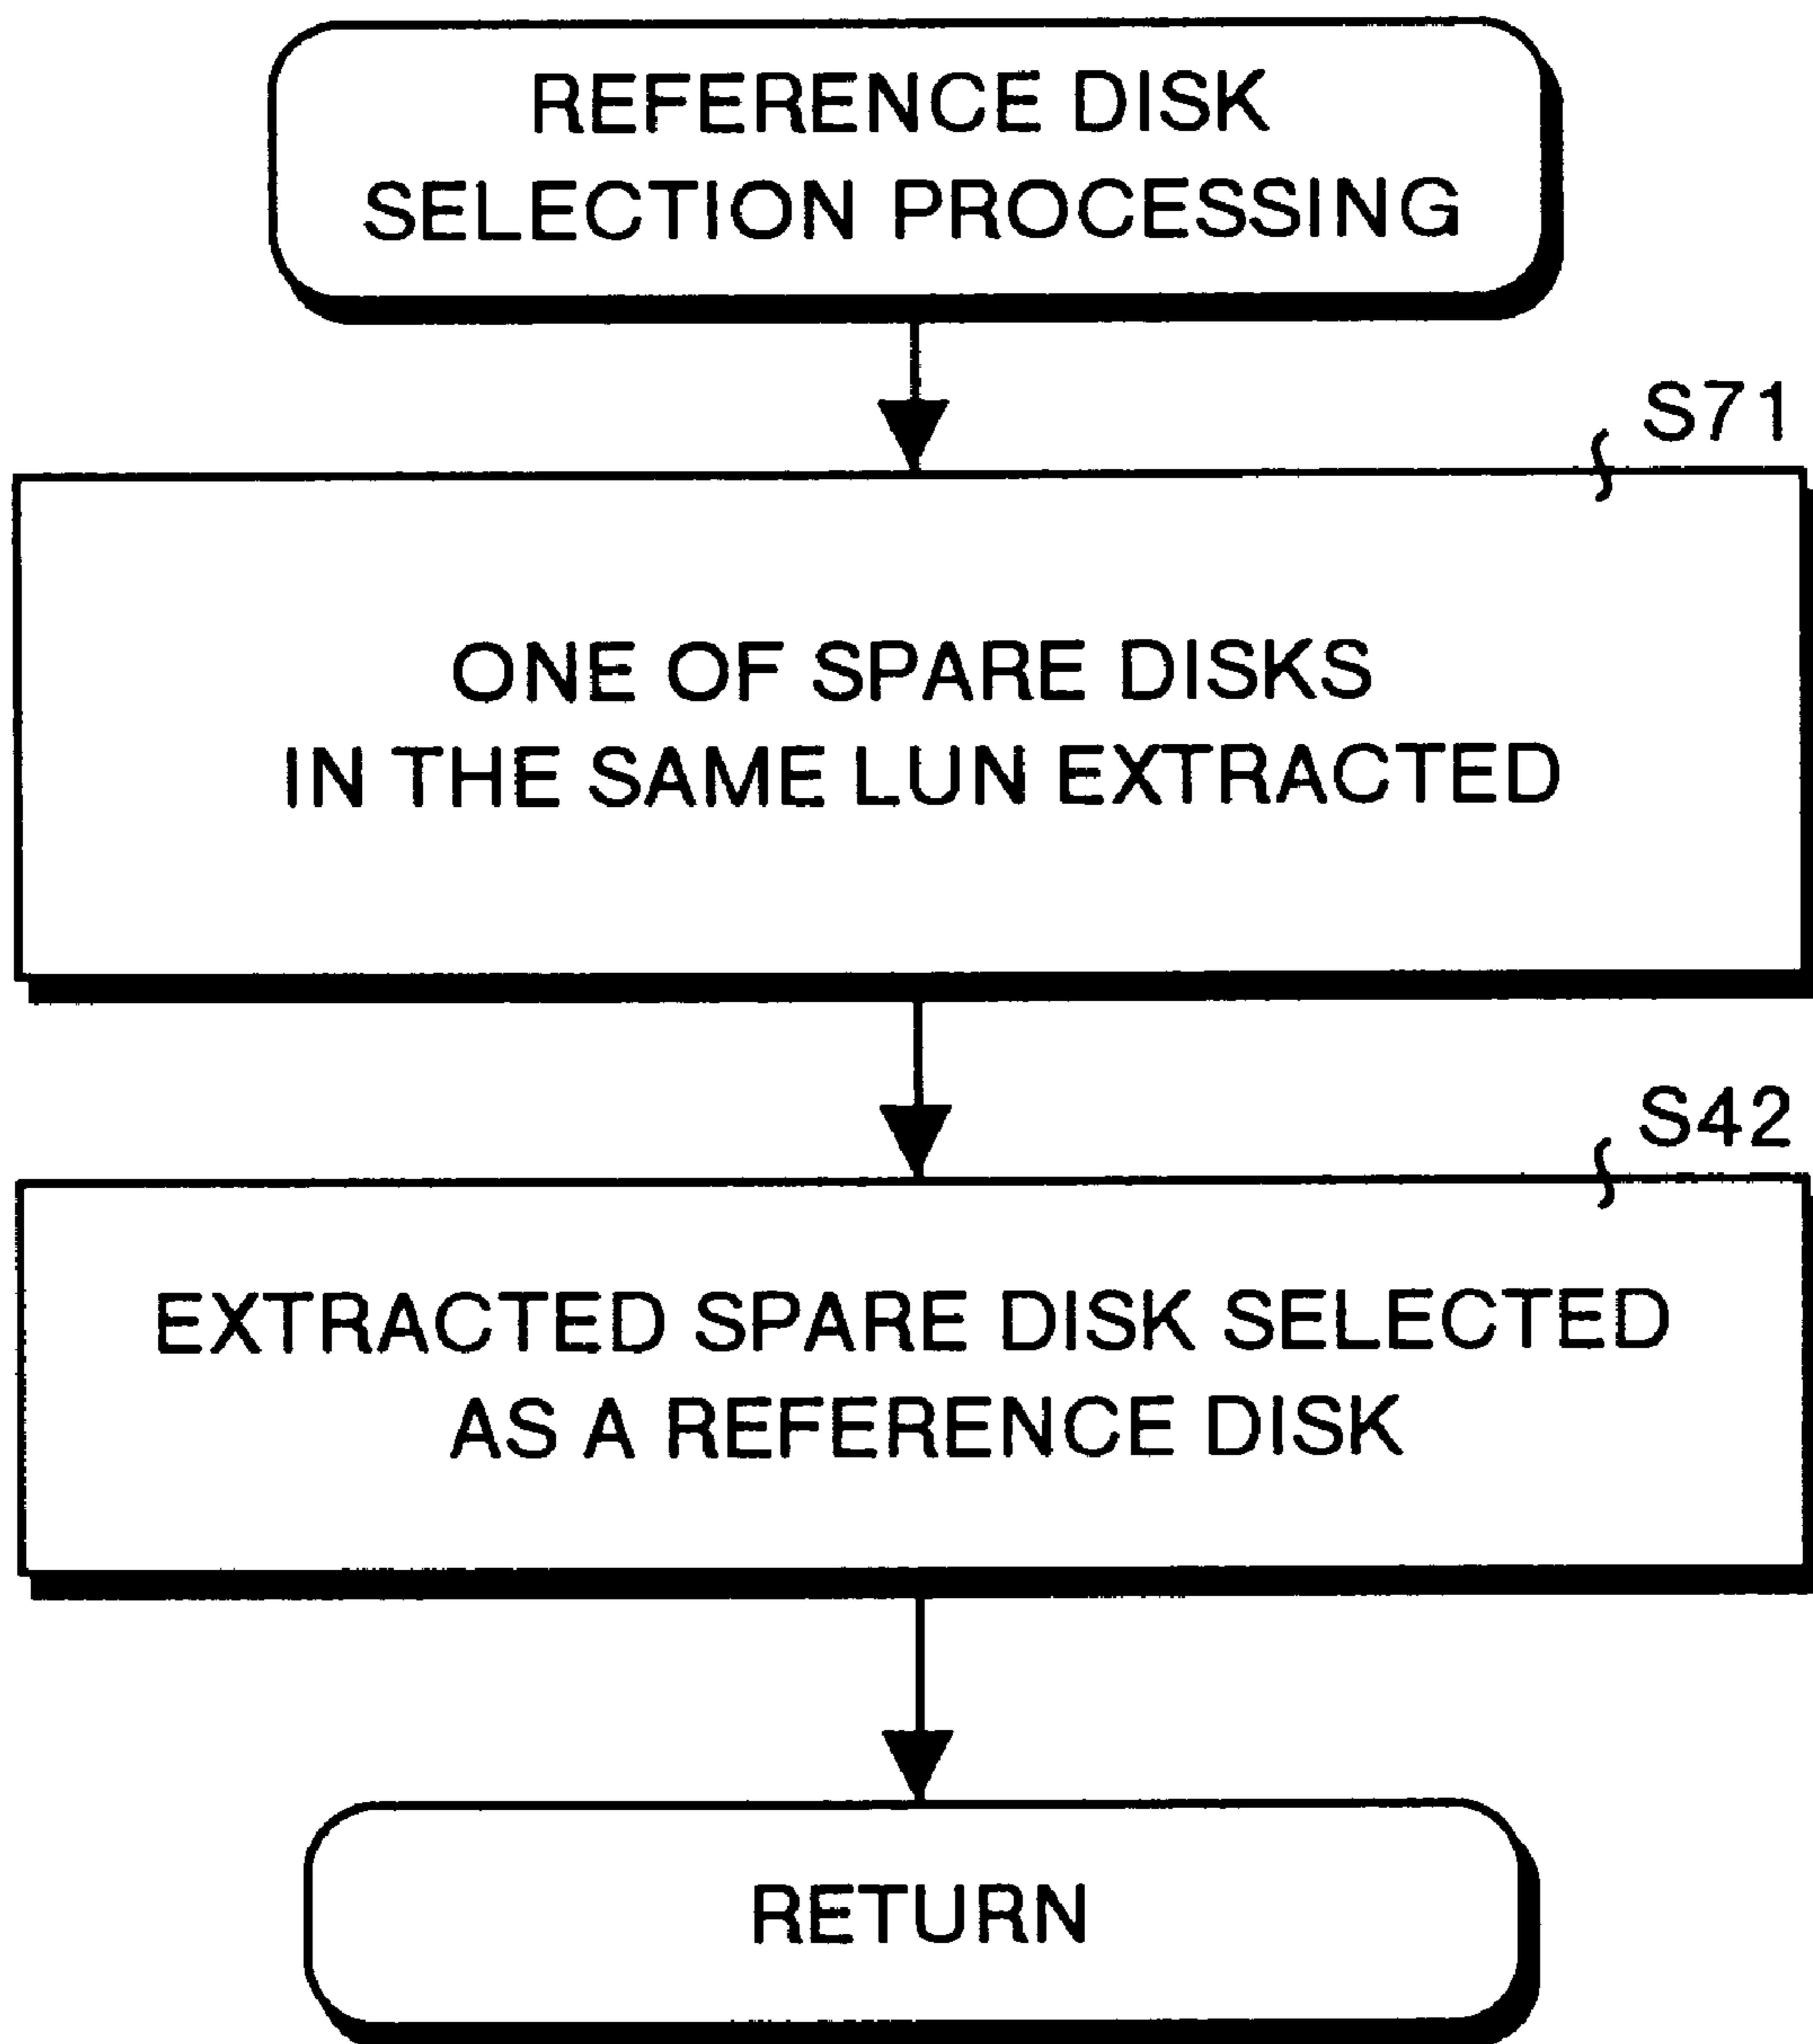 REFERENCE DISK
SELECTION PROCESSING
S71
ONE OF SPARE DISKS
IN THE SAME LUN EXTRACTED
S42
EXTRACTED SPARE DISK SELECTED
AS A REFERENCE DISK
RETURN